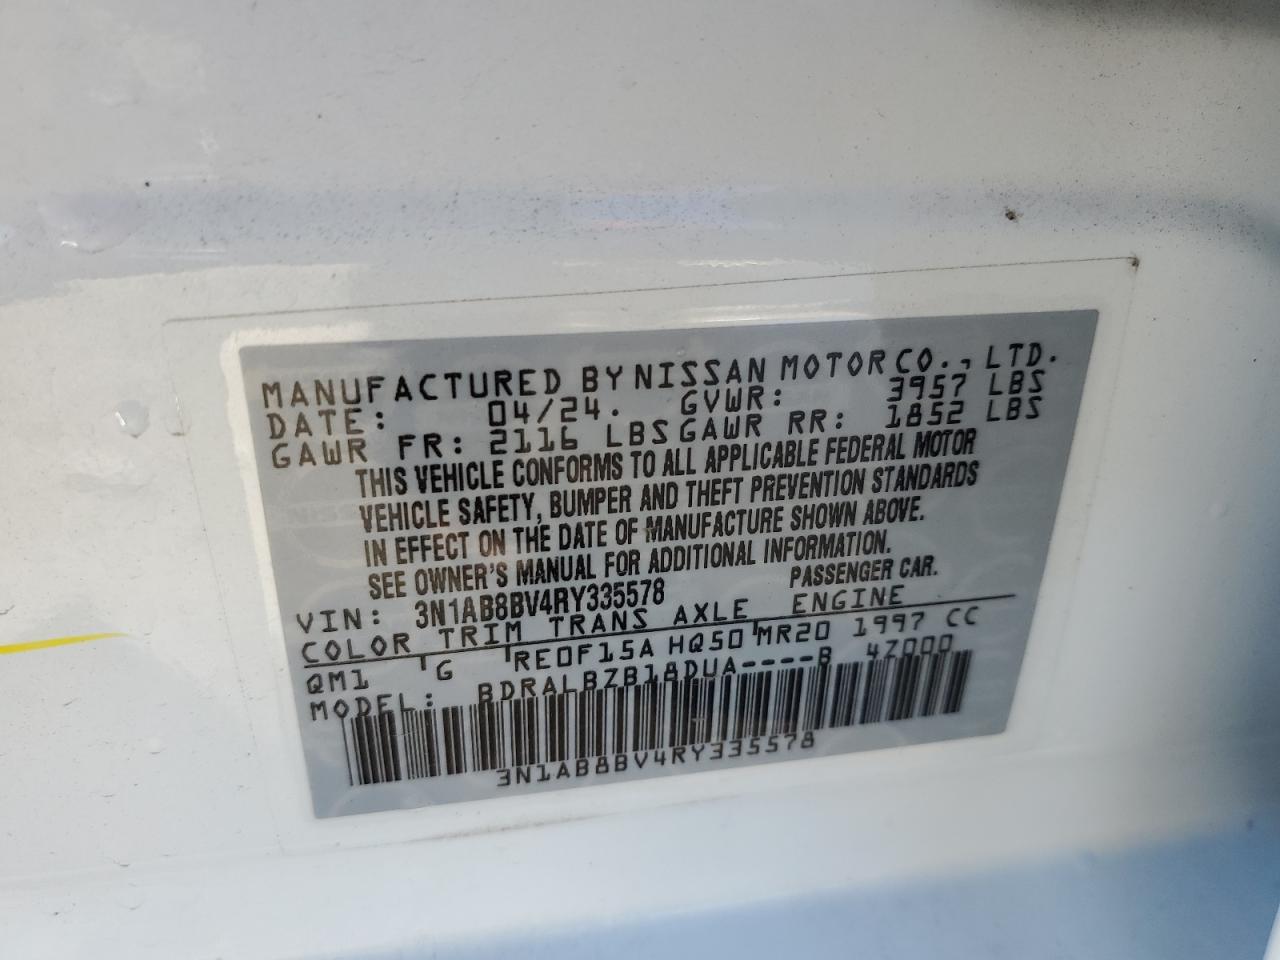 MANUFACTURED BY NISSAN MOTOR CO., LTD.
DATE: 04/24. GVWR: 3957 LBS
GAWR FR: 2116 LBS GAWR RR: 1852 LBS
THIS VEHICLE CONFORMS TO ALL APPLICABLE FEDERAL MOTOR
VEHICLE SAFETY, BUMPER AND THEFT PREVENTION STANDARDS
IN EFFECT ON THE DATE OF MANUFACTURE SHOWN ABOVE.
SEE OWNER'S MANUAL FOR ADDITIONAL INFORMATION.
VIN: 3N1AB8BV4RY335578 PASSENGER CAR.
COLOR TRIM TRANS AXLE ENGINE
QM1 G RE0F15A HQ50 MR20 1997 CC
MODEL: BDRALBZB18DUA----B 4Z000
3N1AB8BV4RY335578